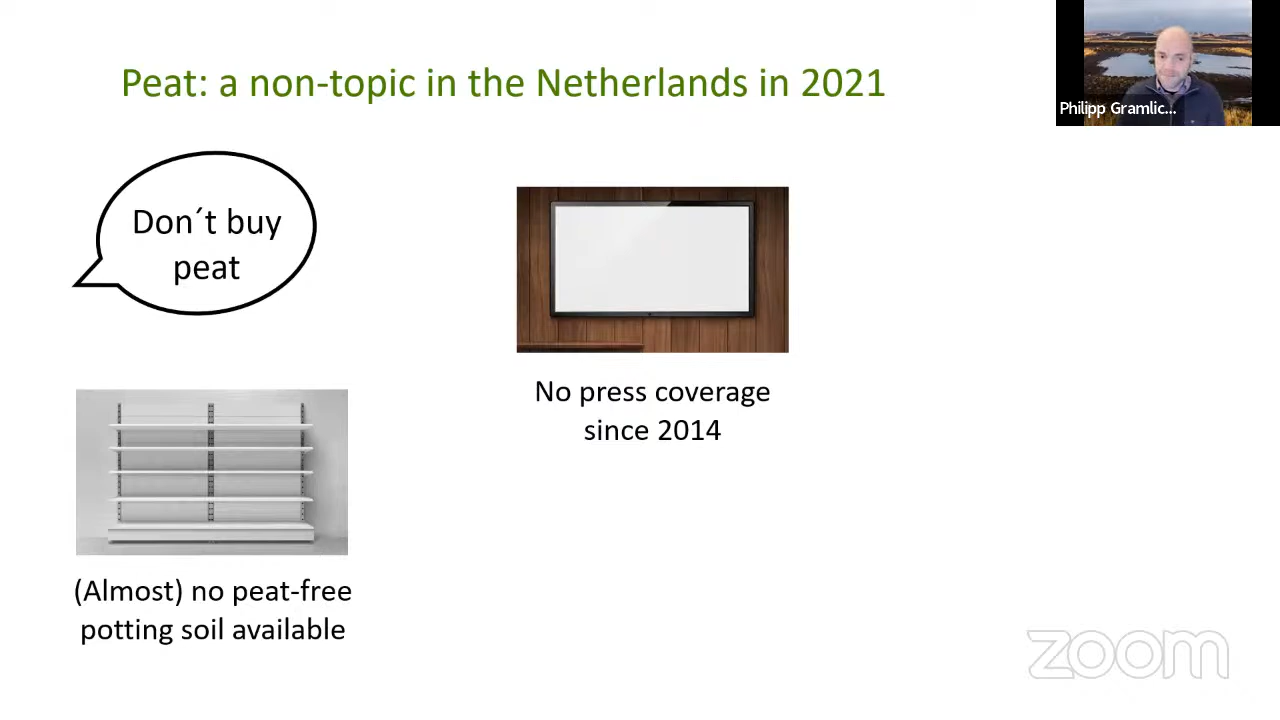 Peat: a non-topic in the Netherlands in 2021
Philipp Gramlic...
Don´t buy
peat
No press coverage
since 2014
(Almost) no peat-free
potting soil available
zoom